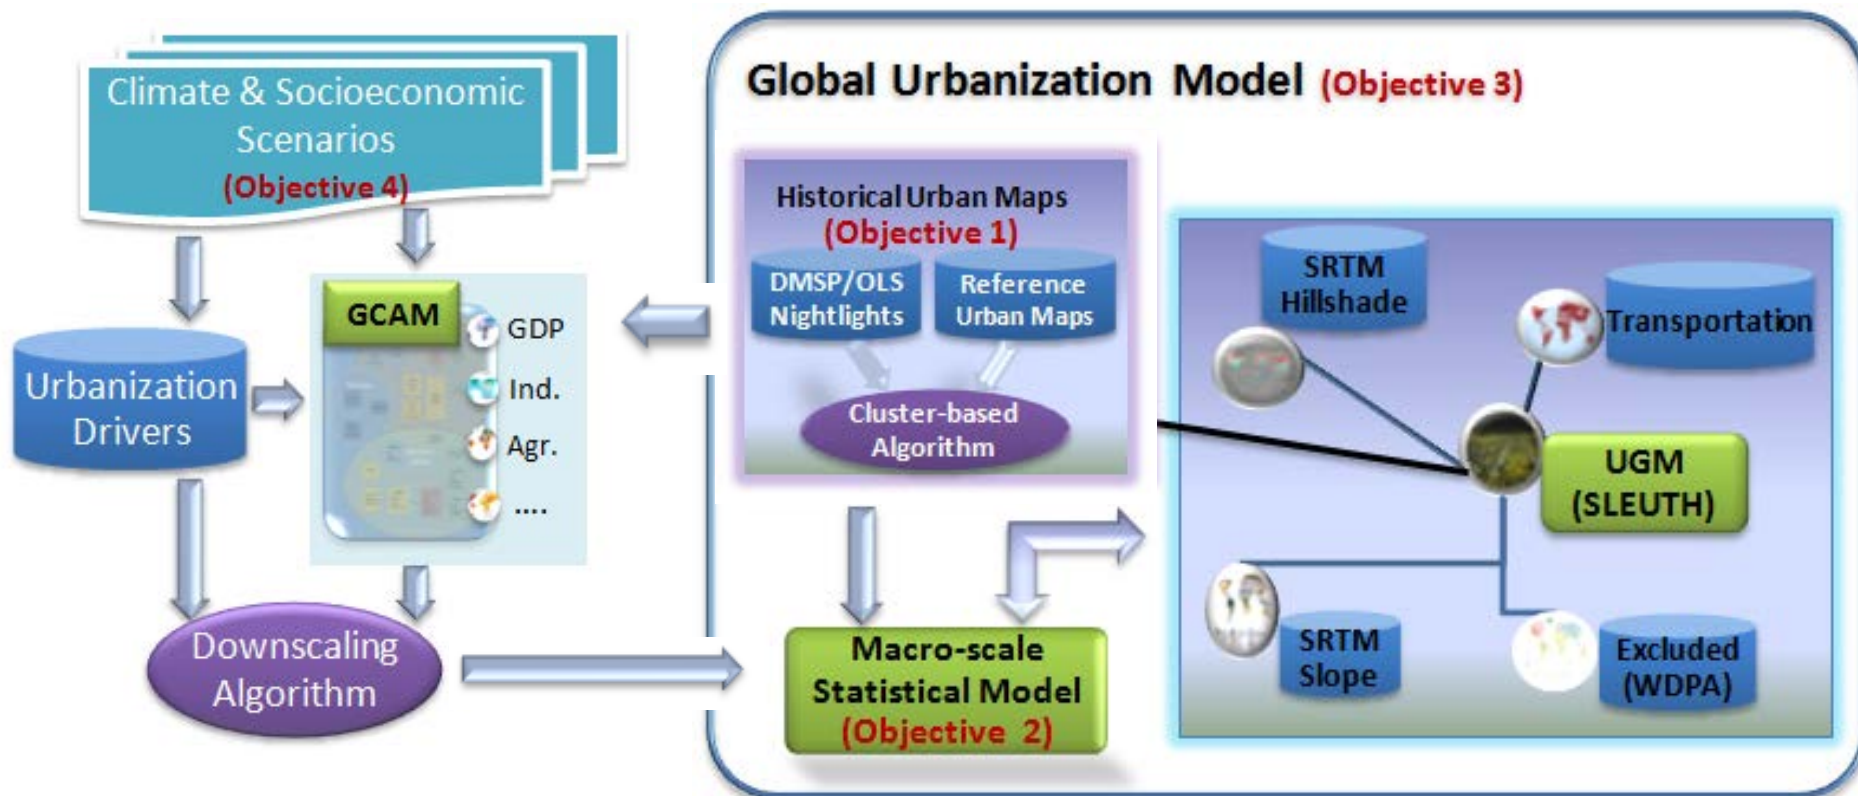 Climate & Socioeconomic
Scenarios
(Objective 4)
GCAM
GDP
Ind.
Agr.
....
Urbanization
Drivers
Downscaling
Algorithm
Global Urbanization Model (Objective 3)
Historical Urban Maps
(Objective 1)
DMSP/OLS
Nightlights
Reference
Urban Maps
Cluster-based
Algorithm
Macro-scale
Statistical Model
(Objective 2)
SRTM
Hillshade
Transportation
UGM
(SLEUTH)
SRTM
Slope
Excluded
(WDPA)